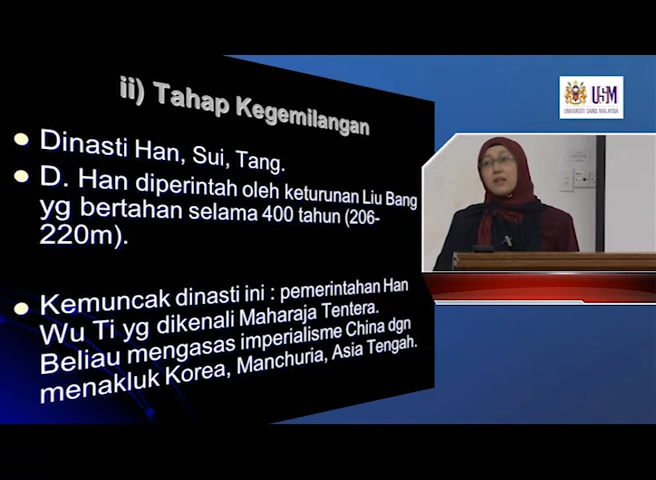 ii) Tahap Kegemilangan
Dinasti Han, Sui, Tang.
D. Han diperintah oleh keturunan Liu Bang
yg bertahan selama 400 tahun (206-
220m).
Kemuncak dinasti ini : pemerintahan Han
Wu Ti yg dikenali Maharaja Tentera.
Beliau mengasas imperialisme China dgn
menakluk Korea, Manchuria, Asia Tengah.
USM
UNIVERSITI SAINS MALAYSIA